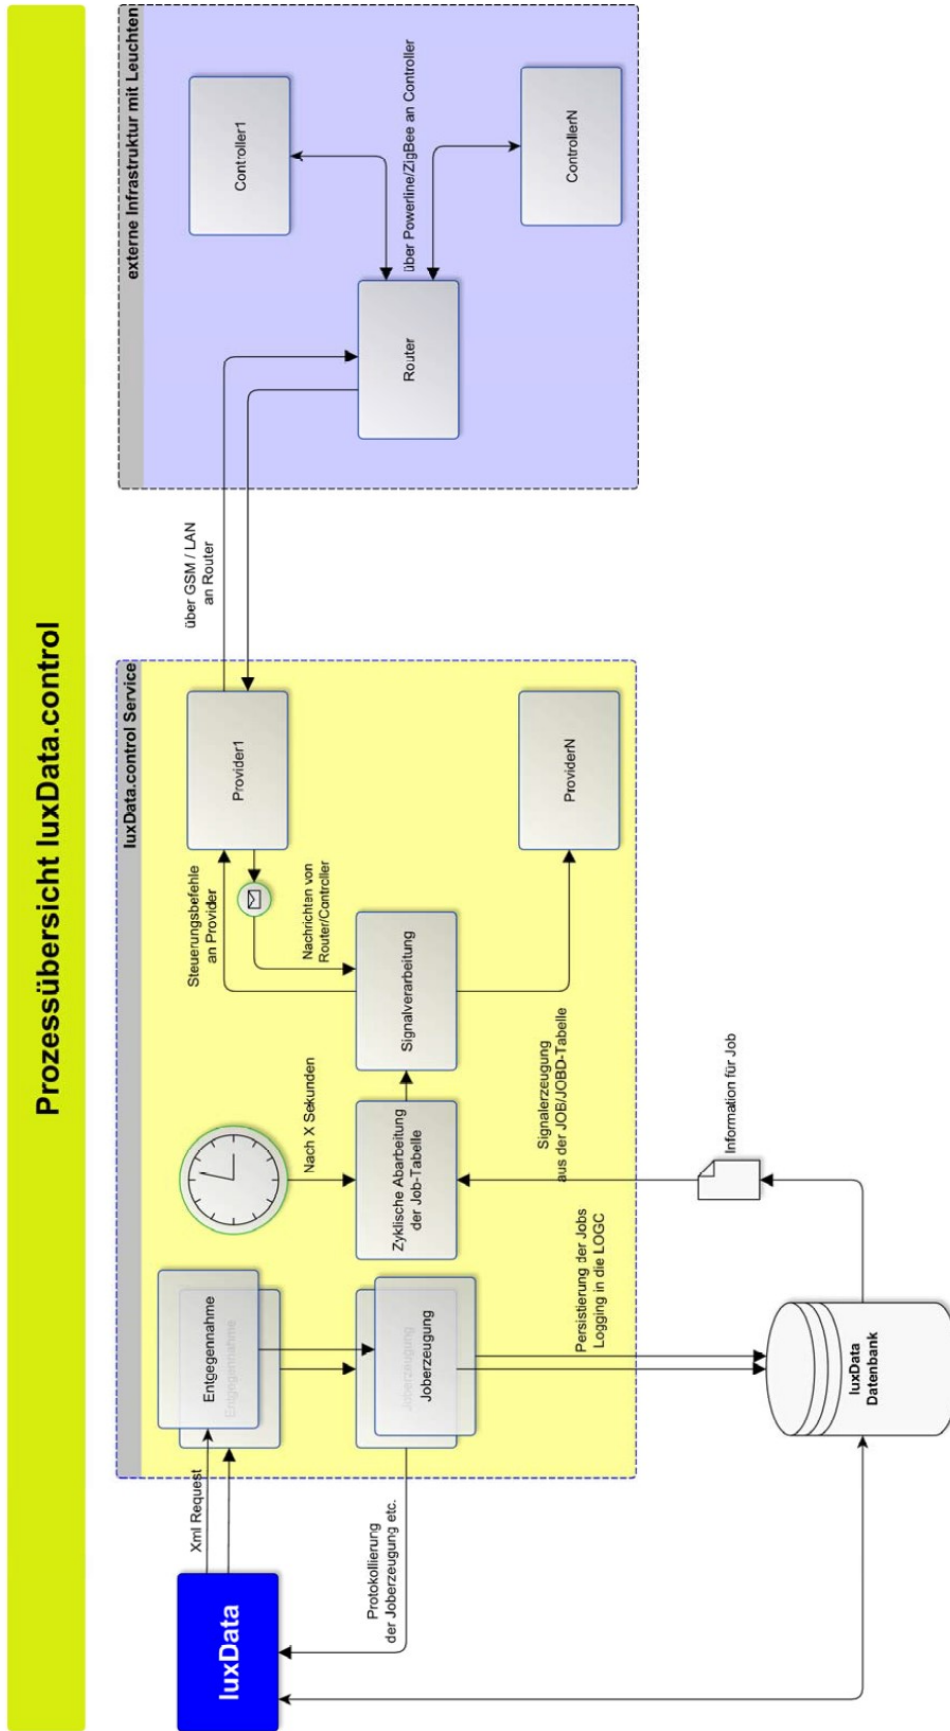 Prozessübersicht luxData.control
luxData
Xml Request
Protokollierung
der Joberzeugung etc.
luxData.control Service
Entgegennahme
Entgegennahme
Joberzeugung
Joberzeugung
Nach X Sekunden
Zyklische Abarbeitung
der Job-Tabelle
Signalverarbeitung
Steuerungsbefehle
an Provider
Nachrichten von
Router/Controller
Provider1
ProviderN
Persistierung der Jobs
Logging in die LOGC
Signalerzeugung
aus der JOB/JOBD-Tabelle
Information für Job
luxData
Datenbank
über GSM / LAN
an Router
externe Infrastruktur mit Leuchten
Router
über Powerline/ZigBee an Controller
Controller1
ControllerN